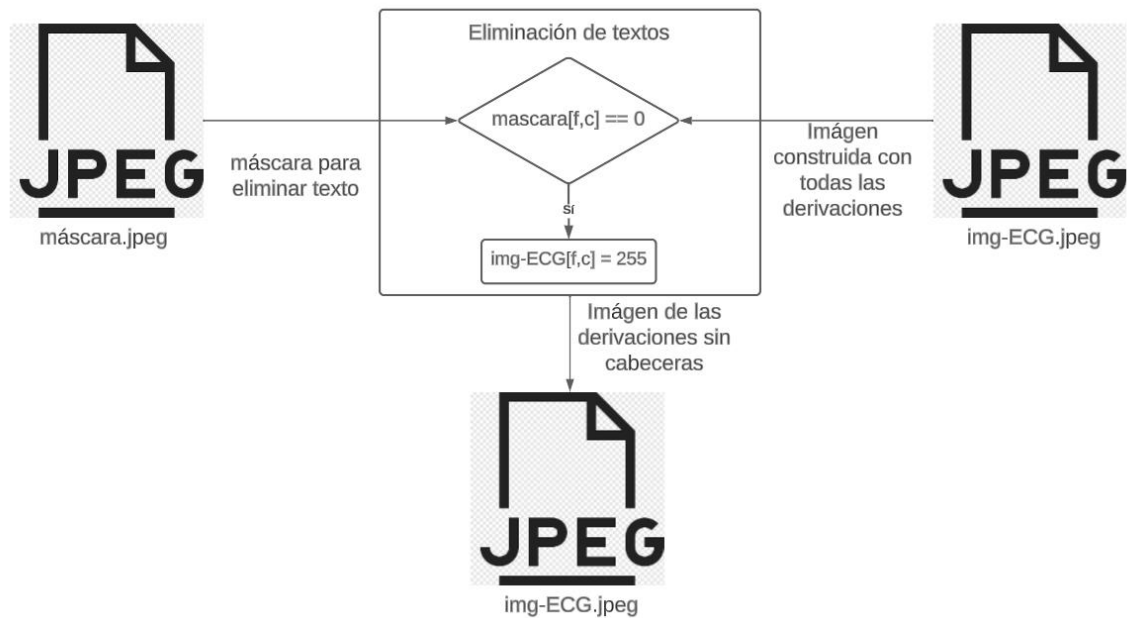 Eliminación de textos
mascara[f,c] == 0
sí
img-ECG[f,c] = 255
JPEG
máscara.jpeg
máscara para
eliminar texto
Imágen
construida con
todas las
derivaciones
JPEG
img-ECG.jpeg
Imágen de las
derivaciones sin
cabeceras
JPEG
img-ECG.jpeg